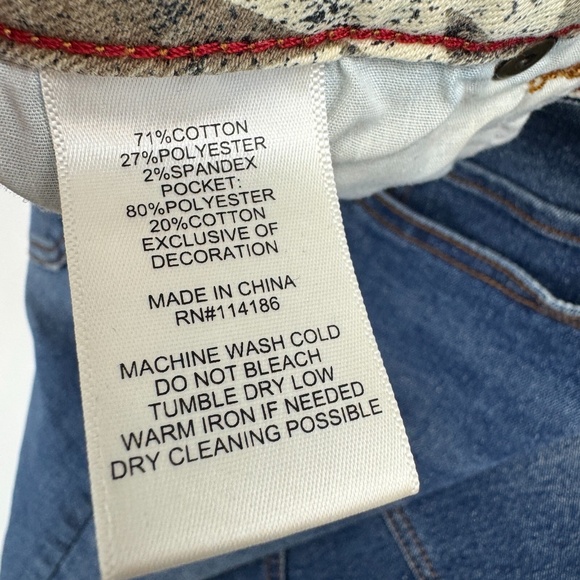 71%COTTON
27%POLYESTER
2%SPANDEX
POCKET:
80%POLYESTER
20%COTTON
EXCLUSIVE OF
DECORATION
MADE IN CHINA
RN#114186
MACHINE WASH COLD
DO NOT BLEACH
TUMBLE DRY LOW
WARM IRON IF NEEDED
DRY CLEANING POSSIBLE